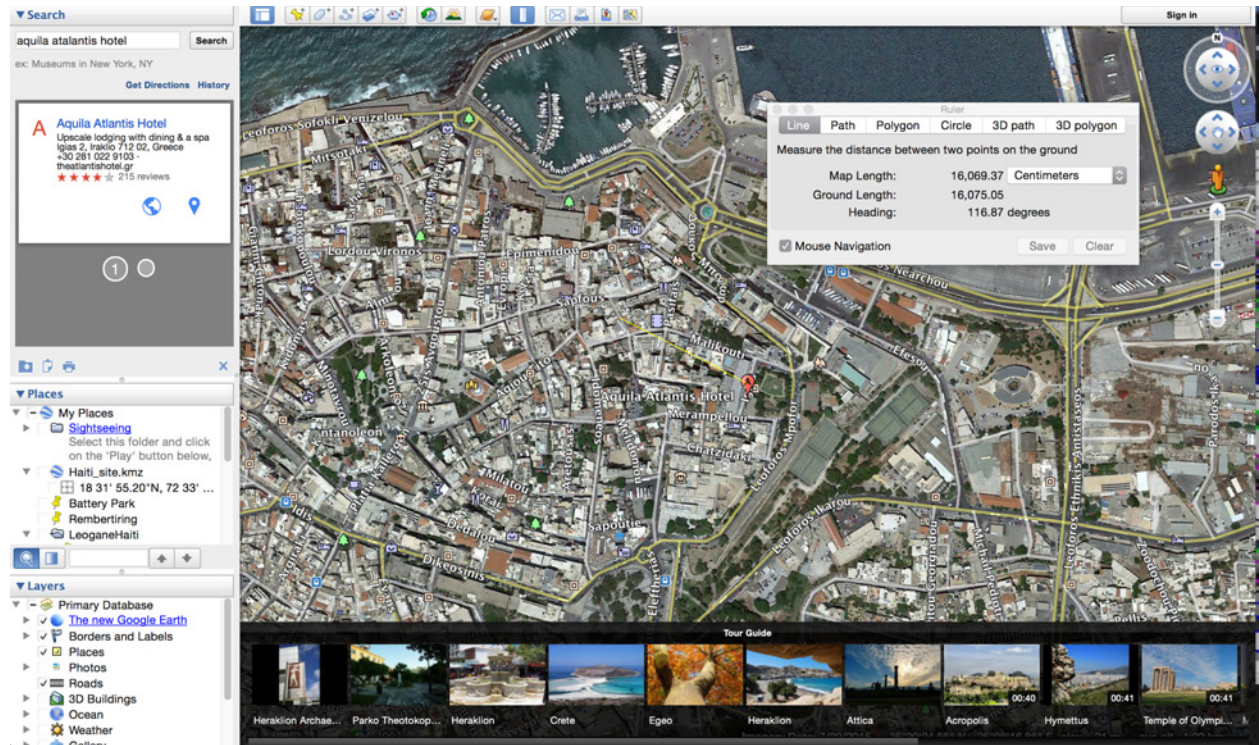 Search
Sign in
aquila atalantis hotel
Search
ex: Museums in New York, NY
Get Directions History
A
Aquila Atlantis Hotel
Upscale lodging with dining & a spa
Igias 2, Iraklio 712 02, Greece
+30 281 022 9103 -
theatlantishotel.gr
215 reviews
1
Places
My Places
Sightseeing
Select this folder and click
on the 'Play' button below,
Haiti_site.kmz
18 31' 55.20"N, 72 33' ...
Battery Park
Rembertiring
LeoganeHaiti
Layers
Primary Database
The new Google Earth
Borders and Labels
Places
Photos
Roads
3D Buildings
Ocean
Weather
Gallery
N
Ruler
Line Path Polygon Circle 3D path 3D polygon
Measure the distance between two points on the ground
Map Length: 16,069.37 Centimeters
Ground Length: 16,075.05
Heading: 116.87 degrees
Mouse Navigation Save Clear
Leoforos Sofokli Venizelou
Mitsotaki
Lordou Vironos
Epimenidou
Sapfous
Malikouti
Aquila Atlantis Hotel
Merampellou
Chatzidaki
Efesou
Milatou
Dedalou
Dikeosinis
Idis
Sapoutie
Leoforos Ikarou
Leoforos Ethnikis Antistaseos
Tour Guide
Heraklion Archae...
Parko Theotokop...
Heraklion
Crete
Egeo
Heraklion
Attica
00:40
Acropolis
00:41
Hymettus
00:41
Temple of Olympi...